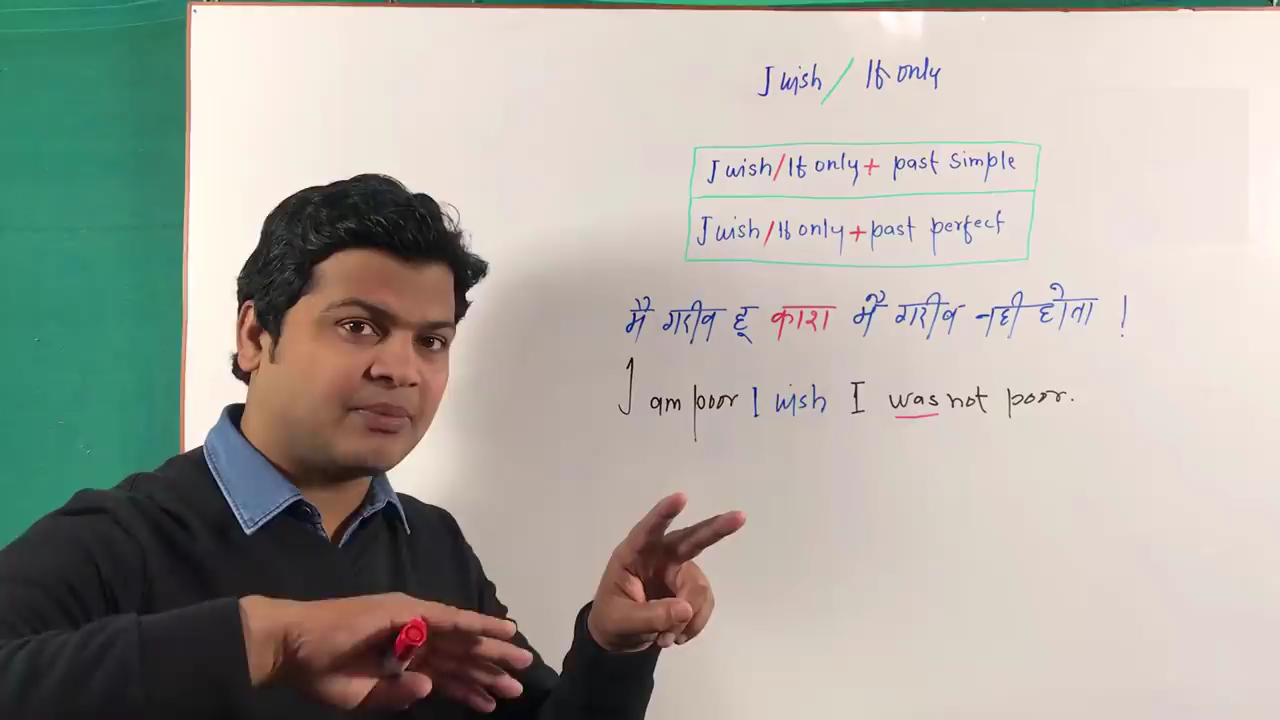 I wish / If only
I wish/If only + past simple
I wish/If only + past perfect
मैं गरीब हू काश मैं गरीब नही होता !
I am poor I wish I was not poor.